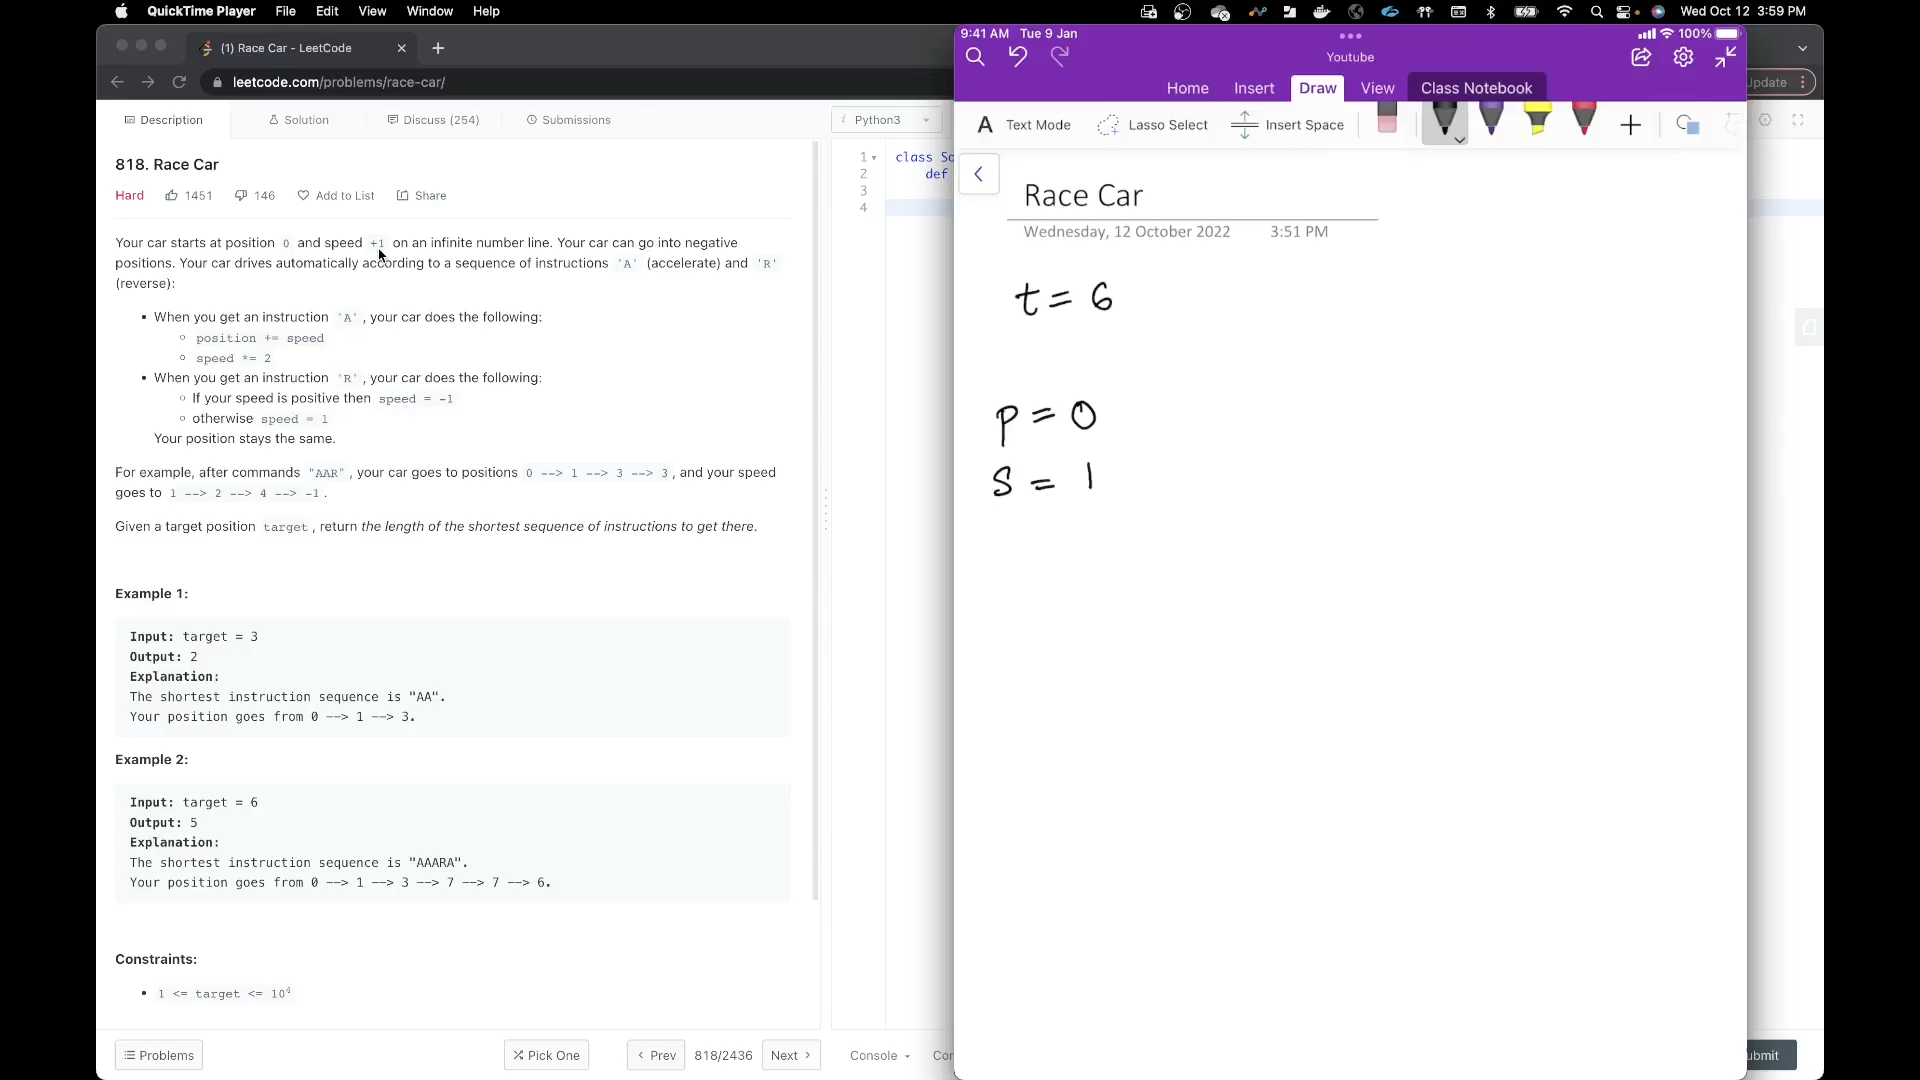 QuickTime Player File Edit View Window Help Wed Oct 12 3:59 PM
(1) Race Car - LeetCode
leetcode.com/problems/race-car/
Description Solution Discuss (254) Submissions
818. Race Car
Hard 1451 146 Add to List Share
Your car starts at position 0 and speed +1 on an infinite number line. Your car can go into negative
positions. Your car drives automatically according to a sequence of instructions 'A' (accelerate) and 'R'
(reverse):
• When you get an instruction 'A', your car does the following:
○ position += speed
○ speed *= 2
• When you get an instruction 'R', your car does the following:
○ If your speed is positive then speed = -1
○ otherwise speed = 1
Your position stays the same.
For example, after commands "AAR", your car goes to positions 0 --> 1 --> 3 --> 3, and your speed
goes to 1 --> 2 --> 4 --> -1.
Given a target position target, return the length of the shortest sequence of instructions to get there.
Example 1:
Input: target = 3
Output: 2
Explanation:
The shortest instruction sequence is "AA".
Your position goes from 0 --> 1 --> 3.
Example 2:
Input: target = 6
Output: 5
Explanation:
The shortest instruction sequence is "AAARA".
Your position goes from 0 --> 1 --> 3 --> 7 --> 7 --> 6.
Constraints:
• 1 <= target <= 10⁴
Problems Pick One Prev 818/2436 Next Console
i Python3
1 class So
2 def
3
4
9:41 AM Tue 9 Jan 100%
Youtube
Home Insert Draw View Class Notebook
Text Mode Lasso Select Insert Space
Race Car
Wednesday, 12 October 2022 3:51 PM
t = 6
p = 0
s = 1